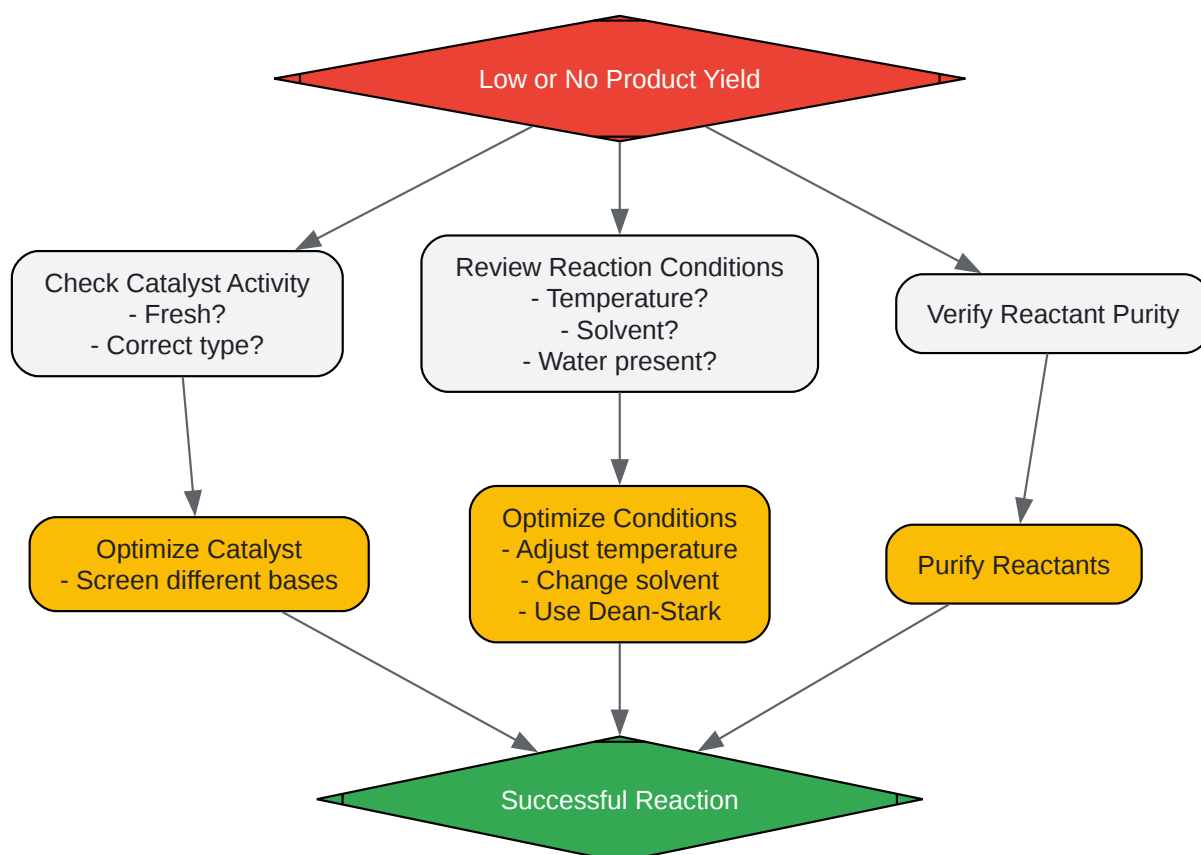 Low or No Product Yield
Check Catalyst Activity
- Fresh?
- Correct type?
Review Reaction Conditions
- Temperature?
- Solvent?
- Water present?
Verify Reactant Purity
Optimize Catalyst
- Screen different bases
Optimize Conditions
- Adjust temperature
- Change solvent
- Use Dean-Stark
Purify Reactants
Successful Reaction